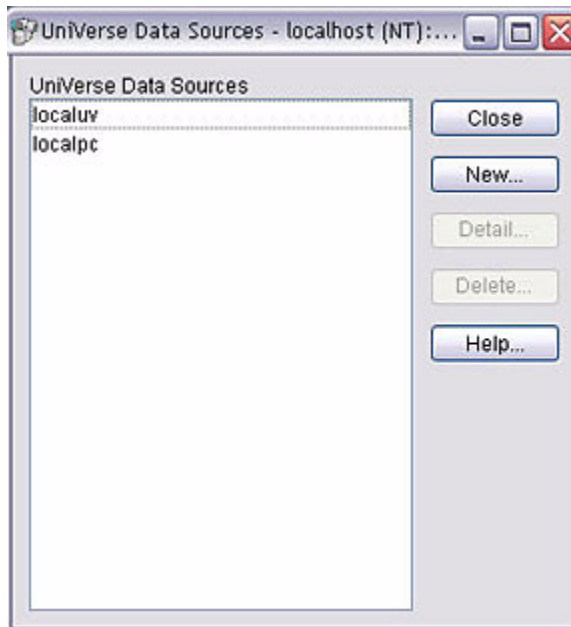 UniVerse Data Sources - localhost (NT):...
UniVerse Data Sources
localuv
localpc
Close
New...
Detail...
Delete...
Help...